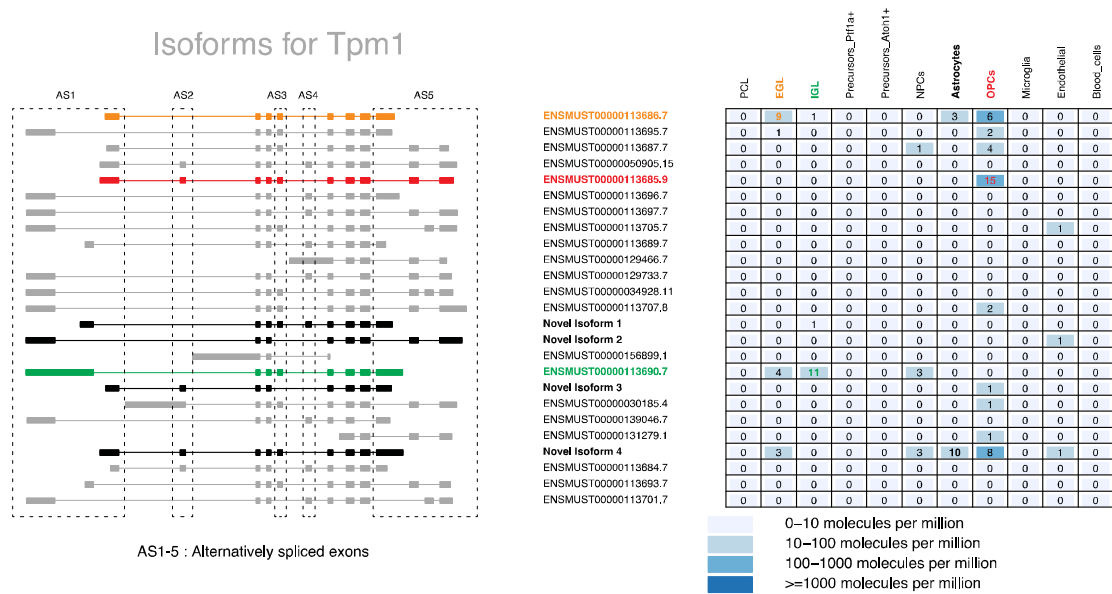 Isoforms for Tpm1
PCL EGL IGL Precursors_Ptf1a+ Precursors_Atoh1+ NPCs Astrocytes OPCs Microglia Endothelial Blood_cells
AS1 AS2 AS3 AS4 AS5
ENSMUST00000113686.7 0 9 1 0 0 0 3 6 0 0 0
ENSMUST00000113695.7 0 1 0 0 0 0 0 2 0 0 0
ENSMUST00000113687.7 0 0 0 0 0 1 0 4 0 0 0
ENSMUST00000050905.15 0 0 0 0 0 0 0 0 0 0 0
ENSMUST00000113685.9 0 0 0 0 0 0 0 15 0 0 0
ENSMUST00000113696.7 0 0 0 0 0 0 0 0 0 0 0
ENSMUST00000113697.7 0 0 0 0 0 0 0 0 0 0 0
ENSMUST00000113705.7 0 0 0 0 0 0 0 0 0 1 0
ENSMUST00000113689.7 0 0 0 0 0 0 0 0 0 0 0
ENSMUST00000129466.7 0 0 0 0 0 0 0 0 0 0 0
ENSMUST00000129733.7 0 0 0 0 0 0 0 0 0 0 0
ENSMUST00000034928.11 0 0 0 0 0 0 0 0 0 0 0
ENSMUST00000113707.8 0 0 0 0 0 0 0 2 0 0 0
Novel Isoform 1 0 0 1 0 0 0 0 0 0 0 0
Novel Isoform 2 0 0 0 0 0 0 0 0 0 1 0
ENSMUST00000156899.1 0 0 0 0 0 0 0 0 0 0 0
ENSMUST00000113690.7 0 4 11 0 0 3 0 0 0 0 0
Novel Isoform 3 0 0 0 0 0 0 0 1 0 0 0
ENSMUST00000030185.4 0 0 0 0 0 0 0 1 0 0 0
ENSMUST00000139046.7 0 0 0 0 0 0 0 0 0 0 0
ENSMUST00000131279.1 0 0 0 0 0 0 0 1 0 0 0
Novel Isoform 4 0 3 0 0 0 3 10 8 0 1 0
ENSMUST00000113684.7 0 0 0 0 0 0 0 0 0 0 0
ENSMUST00000113693.7 0 0 0 0 0 0 0 0 0 0 0
ENSMUST00000113701.7 0 0 0 0 0 0 0 0 0 0 0
AS1-5 : Alternatively spliced exons
0–10 molecules per million
10–100 molecules per million
100–1000 molecules per million
>=1000 molecules per million